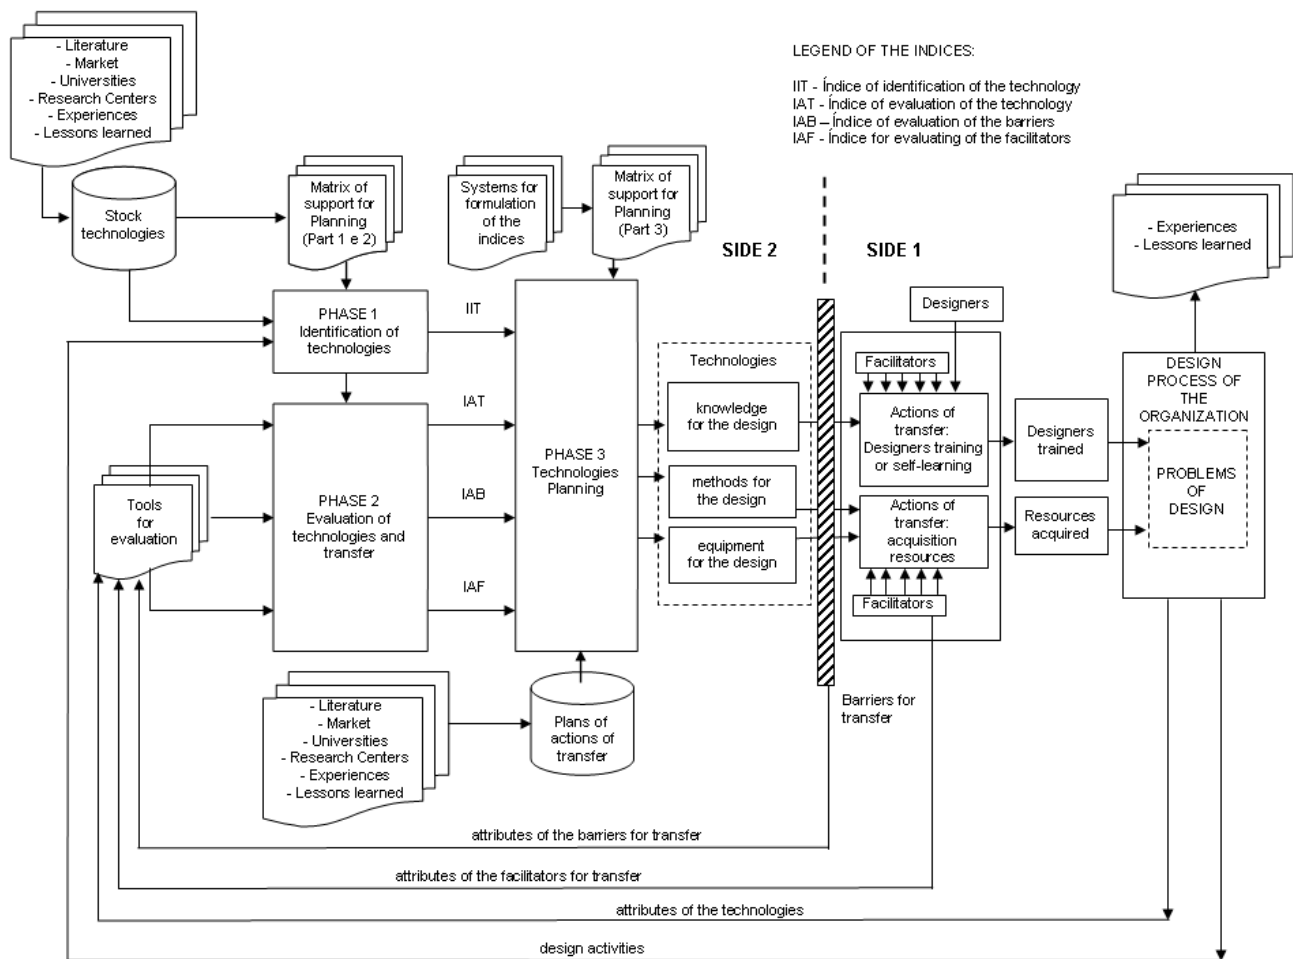 - Literature
- Market
- Universities
- Research Centers
- Experiences
- Lessons learned
LEGEND OF THE INDICES:
IIT - Índice of identification of the technology
IAT - Índice of evaluation of the technology
IAB – Índice of evaluation of the barriers
IAF - Índice for evaluating of the facilitators
Stock
technologies
Matrix of
support for
Planning
(Part 1 e 2)
Systems for
formulation
of the
indices
Matrix of
support for
Planning
(Part 3)
SIDE 2
SIDE 1
- Experiences
- Lessons learned
PHASE 1
Identification of
technologies
IIT
Designers
Technologies
Facilitators
DESIGN
PROCESS OF
THE
ORGANIZATION
knowledge
for the design
Actions of
transfer:
Designers training
or self-learning
Designers
trained
PROBLEMS
OF
DESIGN
IAT
PHASE 3
Technologies
Planning
Tools
for
evaluation
PHASE 2
Evaluation of
technologies and
transfer
IAB
methods for
the design
Actions of
transfer:
acquisition
resources
Resources
acquired
equipment
for the design
IAF
Facilitators
- Literature
- Market
- Universities
- Research Centers
- Experiences
- Lessons learned
Plans of
actions of
transfer
Barriers for
transfer
attributes of the barriers for transfer
attributes of the facilitators for transfer
attributes of the technologies
design activities